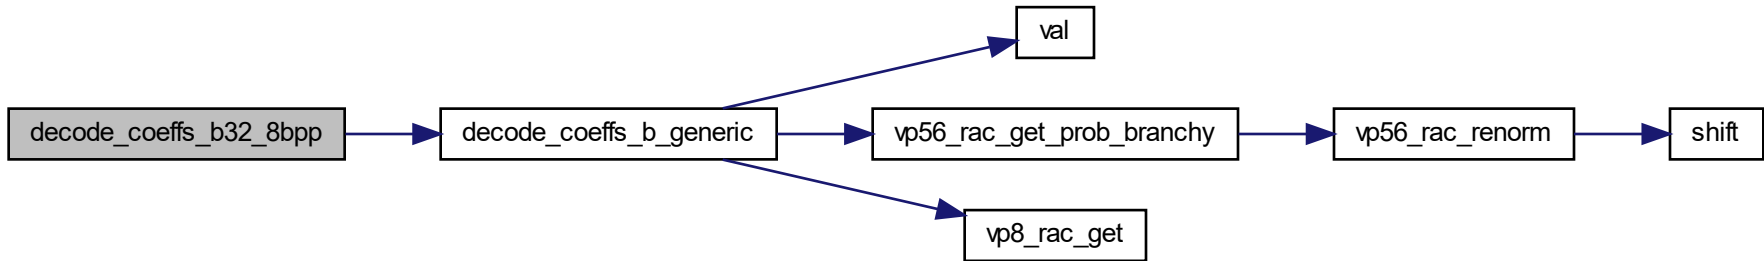 val
decode_coeffs_b32_8bpp
decode_coeffs_b_generic
vp56_rac_get_prob_branchy
vp56_rac_renorm
shift
vp8_rac_get